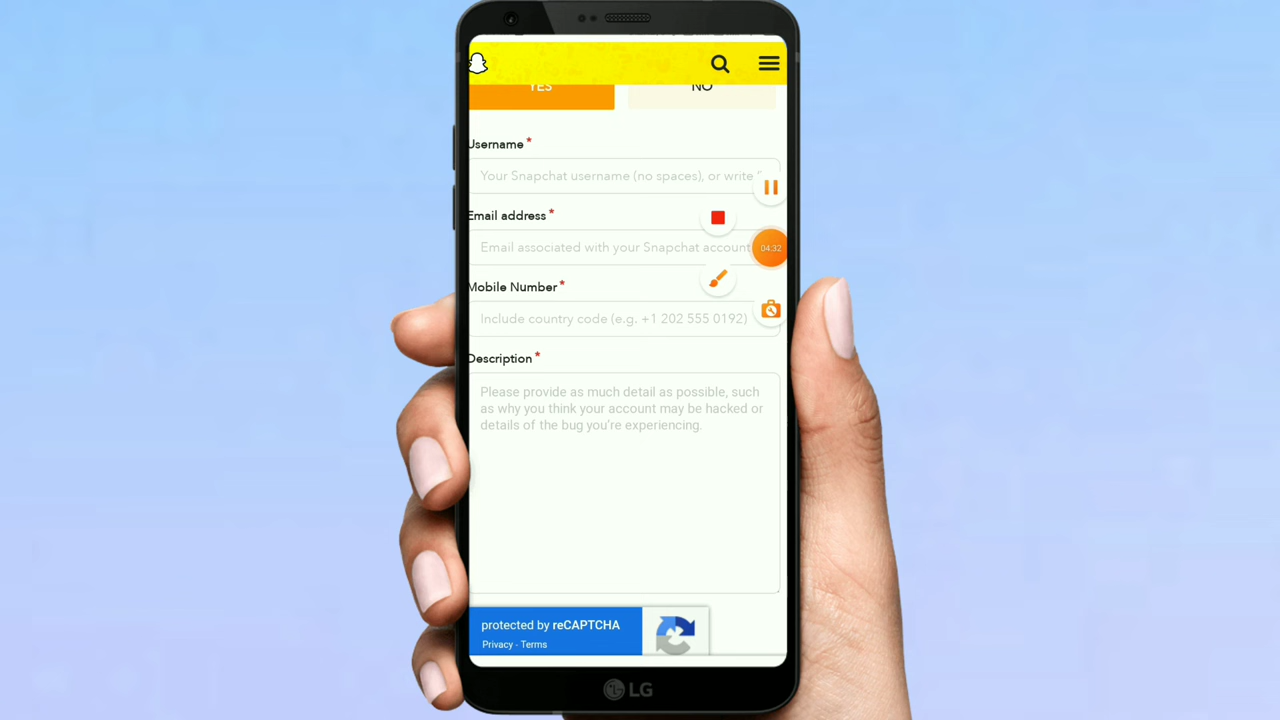 YES
NO
Username *
Your Snapchat username (no spaces), or write
Email address *
Email associated with your Snapchat account
04:32
Mobile Number *
Include country code (e.g. +1 202 555 0192)
Description *
Please provide as much detail as possible, such
as why you think your account may be hacked or
details of the bug you're experiencing.
protected by reCAPTCHA
Privacy - Terms
LG